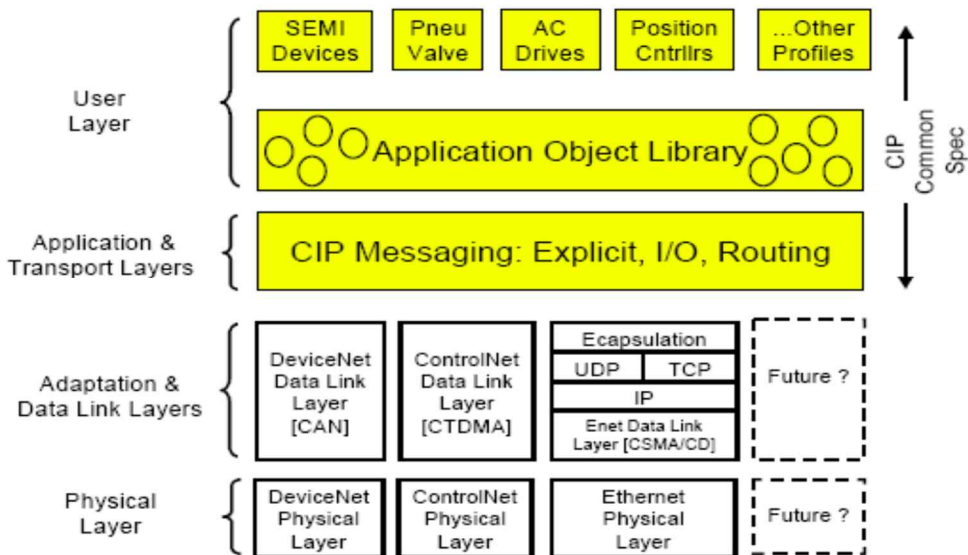 SEMI
Devices
Pneu
Valve
AC
Drives
Position
Cntrllrs
...Other
Profiles
User
Layer
Application Object Library
CIP
Common
Spec
Application &
Transport Layers
CIP Messaging: Explicit, I/O, Routing
Adaptation &
Data Link Layers
DeviceNet
Data Link
Layer
[CAN]
ControlNet
Data Link
Layer
[CTDMA]
Ecapsulation
UDP
TCP
IP
Enet Data Link
Layer [CSMA/CD]
Future ?
Physical
Layer
DeviceNet
Physical
Layer
ControlNet
Physical
Layer
Ethernet
Physical
Layer
Future ?